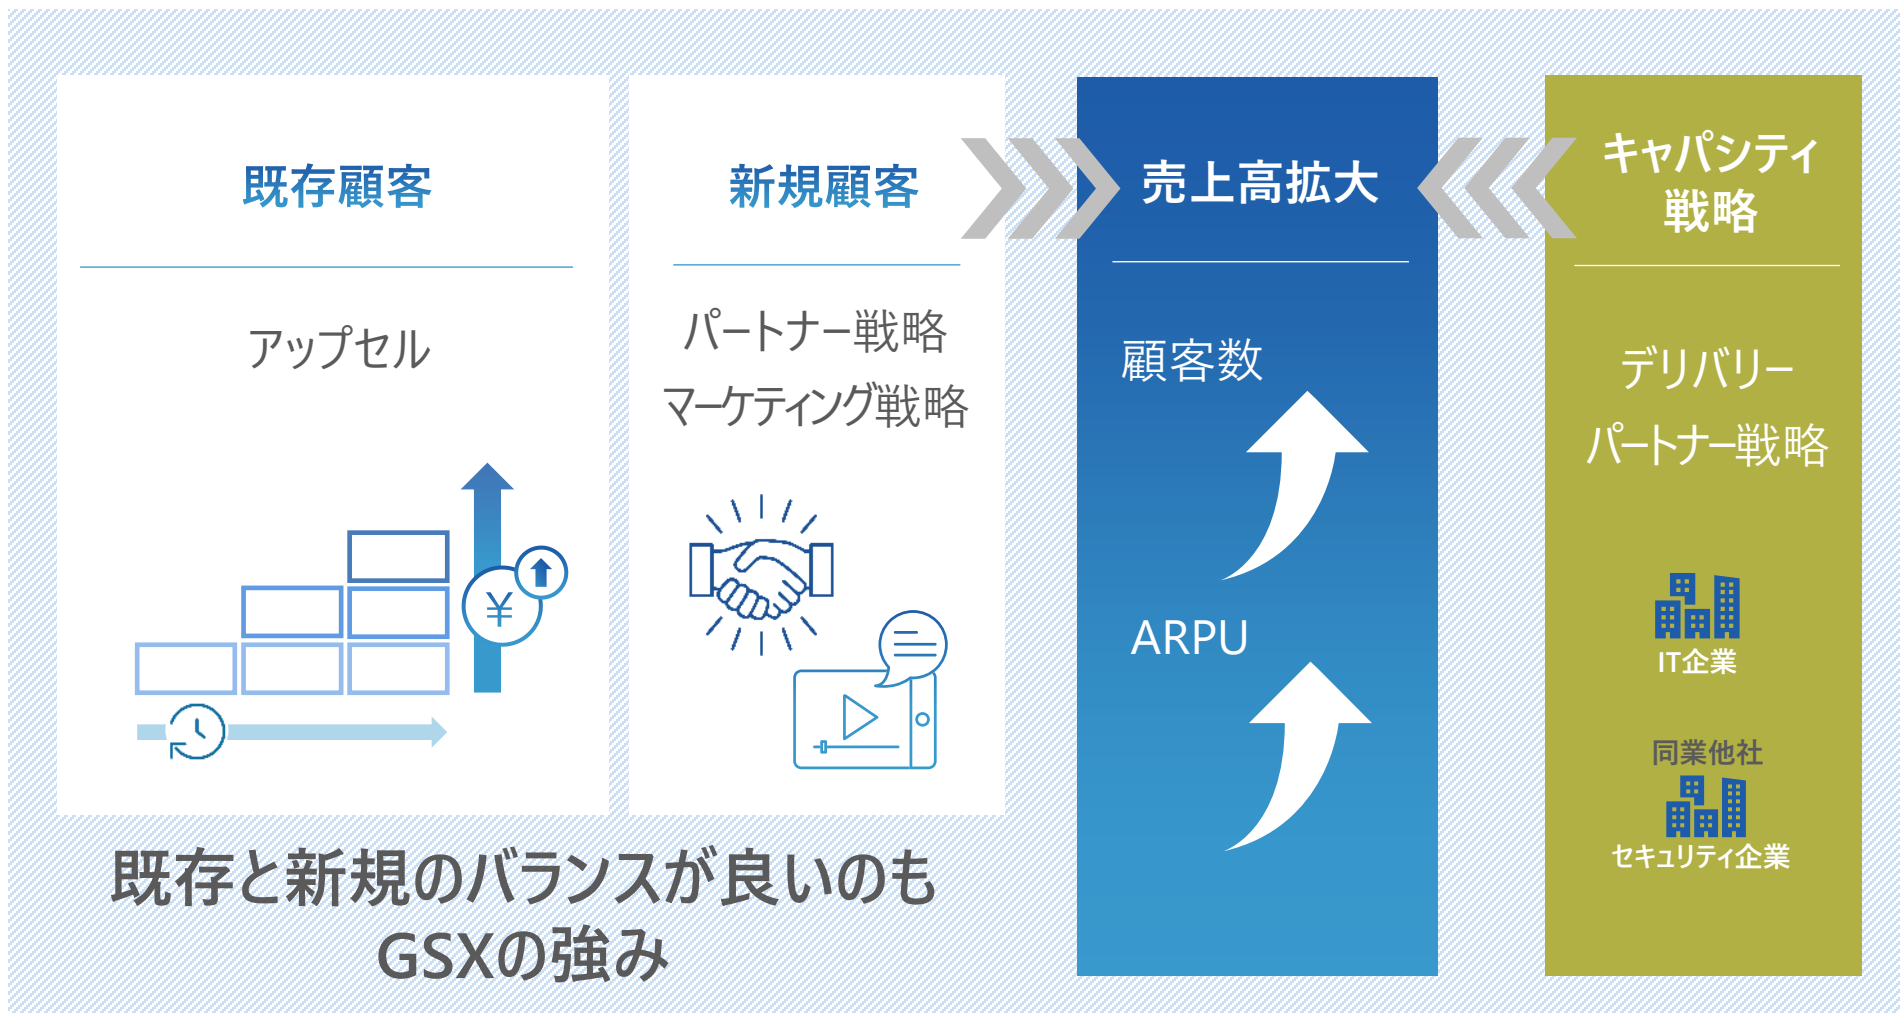 既存顧客
アップセル
¥
新規顧客
パートナー戦略
マーケティング戦略
既存と新規のバランスが良いのも
GSXの強み
売上高拡大
顧客数
ARPU
キャパシティ
戦略
デリバリー
パートナー戦略
IT企業
同業他社
セキュリティ企業